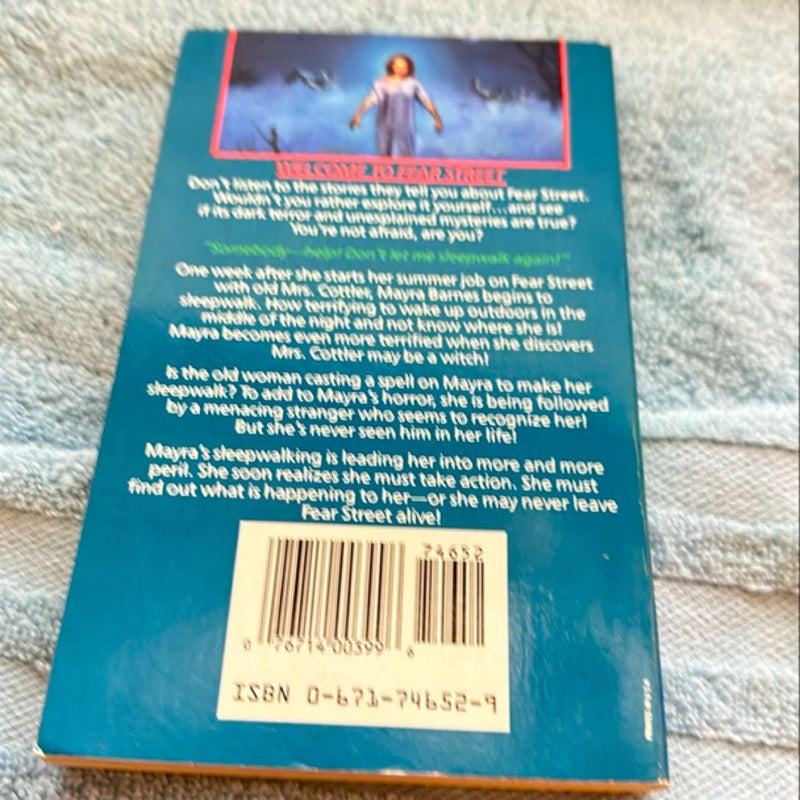 WELCOME TO FEAR STREET
Don't listen to the stories they tell you about Fear Street.
Wouldn't you rather explore it yourself...and see
if its dark terror and unexplained mysteries are true?
You're not afraid, are you?
"Somebody—help! Don't let me sleepwalk again!"
One week after she starts her summer job on Fear Street
with old Mrs. Cottler, Mayra Barnes begins to
sleepwalk. How terrifying to wake up outdoors in the
middle of the night and not know where she is!
Mayra becomes even more terrified when she discovers
Mrs. Cottler may be a witch!
Is the old woman casting a spell on Mayra to make her
sleepwalk? To add to Mayra's horror, she is being followed
by a menacing stranger who seems to recognize her!
But she's never seen him in her life!
Mayra's sleepwalking is leading her into more and more
peril. She soon realizes she must take action. She must
find out what is happening to her—or she may never leave
Fear Street alive!
74652
0 76714 00399 6
ISBN 0-671-74652-9